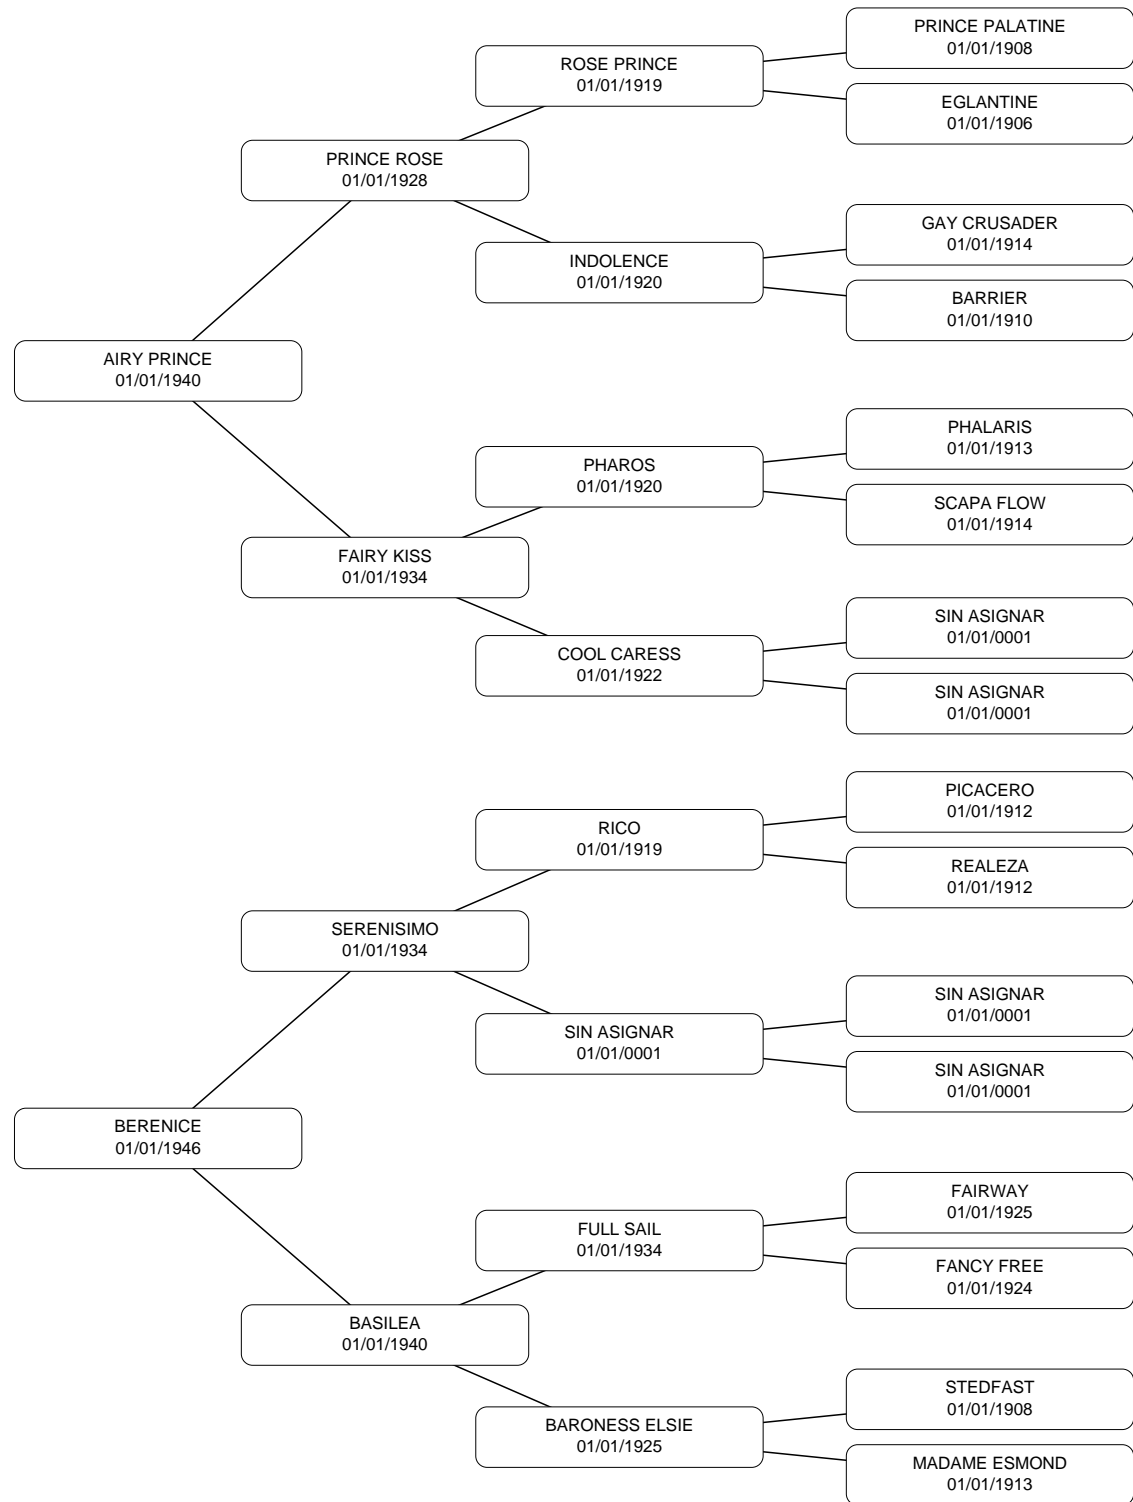 PRINCE PALATINE
01/01/1908
ROSE PRINCE
01/01/1919
EGLANTINE
01/01/1906
PRINCE ROSE
01/01/1928
GAY CRUSADER
01/01/1914
INDOLENCE
01/01/1920
BARRIER
01/01/1910
AIRY PRINCE
01/01/1940
PHALARIS
01/01/1913
PHAROS
01/01/1920
SCAPA FLOW
01/01/1914
FAIRY KISS
01/01/1934
SIN ASIGNAR
01/01/0001
COOL CARESS
01/01/1922
SIN ASIGNAR
01/01/0001
PICACERO
01/01/1912
RICO
01/01/1919
REALEZA
01/01/1912
SERENISIMO
01/01/1934
SIN ASIGNAR
01/01/0001
SIN ASIGNAR
01/01/0001
SIN ASIGNAR
01/01/0001
BERENICE
01/01/1946
FAIRWAY
01/01/1925
FULL SAIL
01/01/1934
FANCY FREE
01/01/1924
BASILEA
01/01/1940
STEDFAST
01/01/1908
BARONESS ELSIE
01/01/1925
MADAME ESMOND
01/01/1913